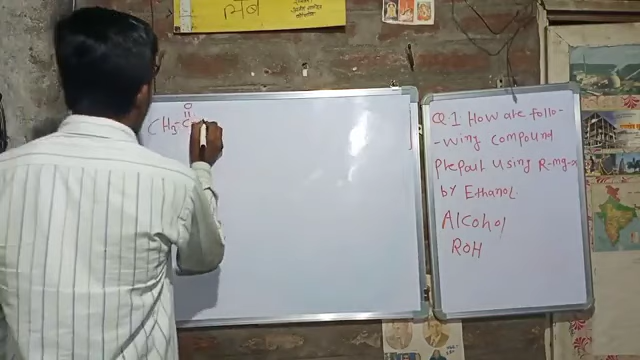 O
||
CH3-C-
Q.1 How are follo-
-wing compound
prepair using R-mg-x
by Ethanol
Alcohol
ROH